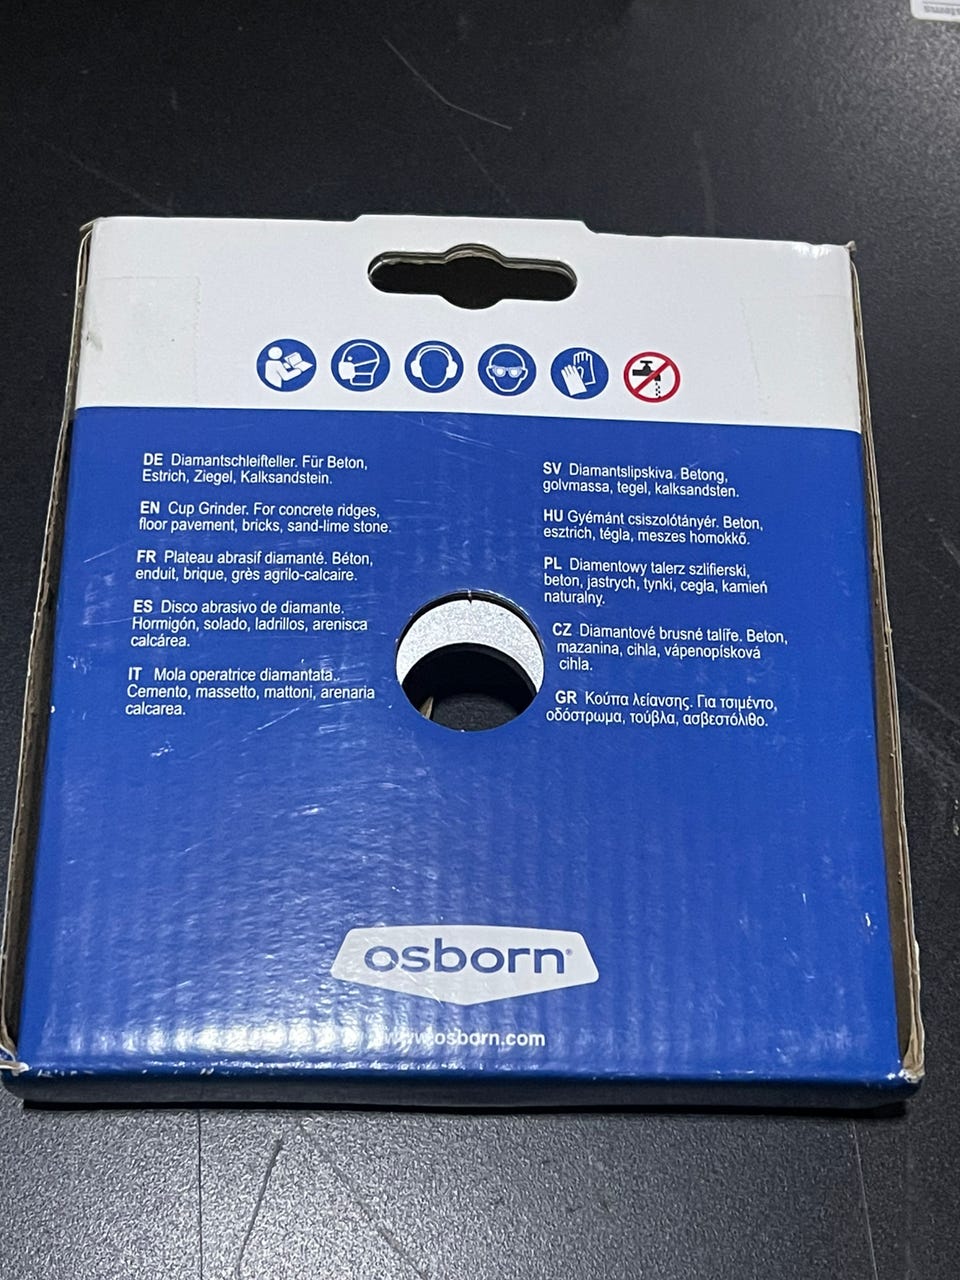 DE Diamantschleifteller. Für Beton,
Estrich, Ziegel, Kalksandstein.
EN Cup Grinder. For concrete ridges,
floor pavement, bricks, sand-lime stone.
FR Plateau abrasif diamanté. Béton,
enduit, brique, grès agrilo-calcaire.
ES Disco abrasivo de diamante.
Hormigón, solado, ladrillos, arenisca
calcárea.
IT Mola operatrice diamantata..
Cemento, massetto, mattoni, arenaria
calcarea.
SV Diamantslipskiva. Betong,
golvmassa, tegel, kalksandsten.
HU Gyémánt csiszolótányér. Beton,
esztrich, tégla, meszes homokkő.
PL Diamentowy talerz szlifierski,
beton, jastrych, tynki, cegła, kamień
naturalny.
CZ Diamantové brusné talíře. Beton,
mazanina, cihla, vápenopísková
cihla.
GR Κούπα λείανσης. Για τσιμέντο,
οδόστρωμα, τούβλα, ασβεστόλιθο.
osborn®
www.osborn.com